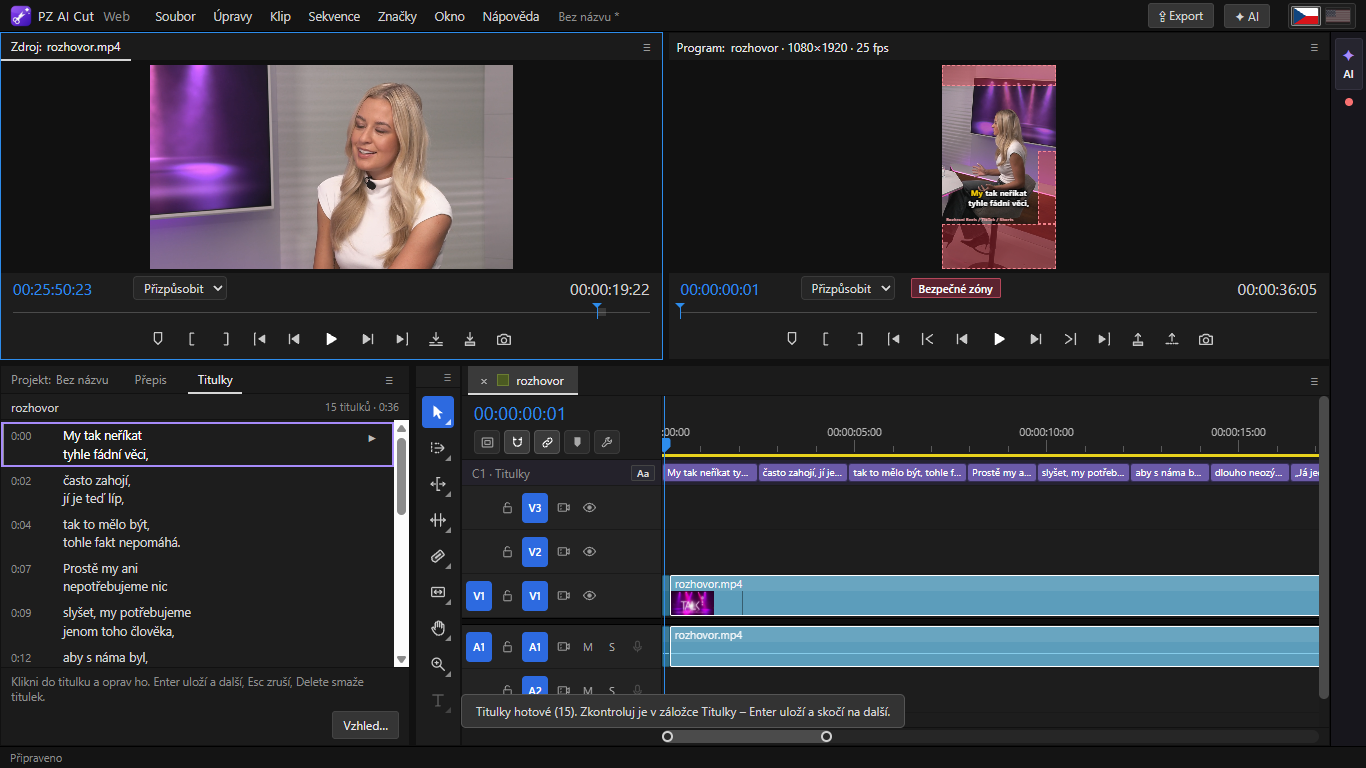 PZ AI Cut Web Soubor Úpravy Klip Sekvence Značky Okno Nápověda Bez názvu * Export AI
Zdroj: rozhovor.mp4
Program: rozhovor · 1080×1920 · 25 fps
AI
My tak neříkat
tyhle fádní věci,
00:25:50:23 Přizpůsobit 00:00:19:22
00:00:00:01 Přizpůsobit Bezpečné zóny 00:00:36:05
Projekt: Bez názvu Přepis Titulky
rozhovor 15 titulků · 0:36
0:00 My tak neříkat
tyhle fádní věci,
0:02 často zahojí,
jí je teď líp,
0:04 tak to mělo být,
tohle fakt nepomáhá.
0:07 Prostě my ani
nepotřebujeme nic
0:09 slyšet, my potřebujeme
jenom toho člověka,
0:12 aby s náma byl,
Klikni do titulku a oprav ho. Enter uloží a další, Esc zruší, Delete smaže
titulek.
Vzhled...
× rozhovor
00:00:00:01
:00:00 00:00:05:00 00:00:10:00 00:00:15:00
C1 · Titulky Aa
My tak neříkat ty... často zahojí, jí je... tak to mělo být, tohle f... Prostě my a... slyšet, my potřeb... aby s náma b... dlouho neozý... „Já je
V3
V2
V1 V1
rozhovor.mp4
TALK
A1 A1 M S
rozhovor.mp4
A2 M S
Titulky hotové (15). Zkontroluj je v záložce Titulky – Enter uloží a skočí na další.
Připraveno